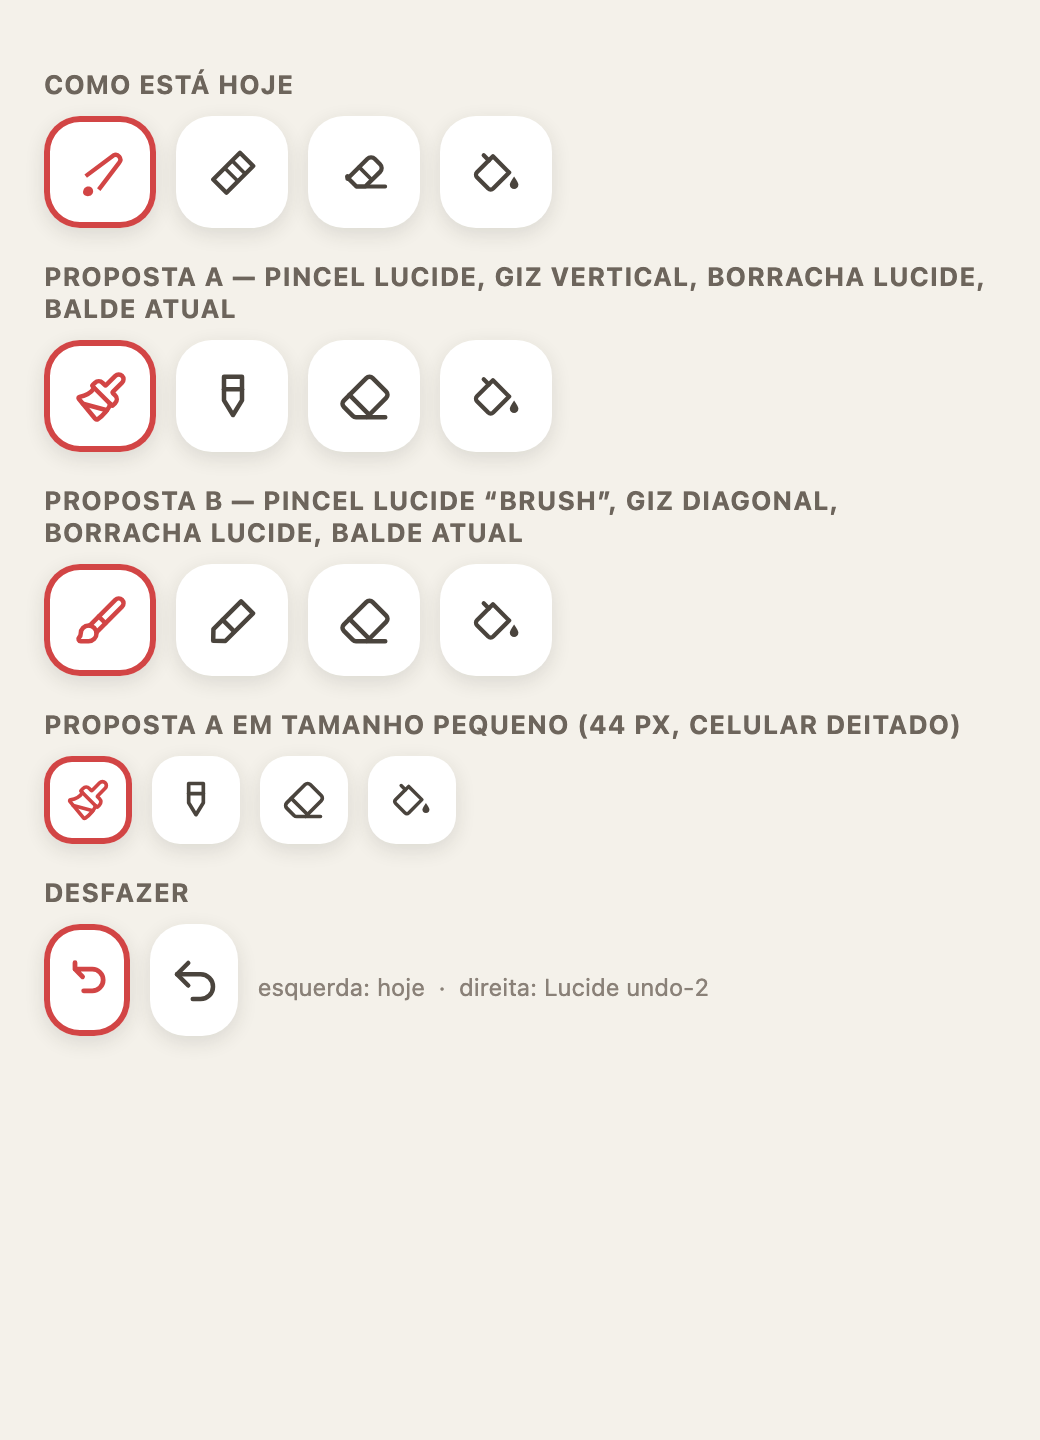 COMO ESTÁ HOJE
PROPOSTA A — PINCEL LUCIDE, GIZ VERTICAL, BORRACHA LUCIDE,
BALDE ATUAL
PROPOSTA B — PINCEL LUCIDE “BRUSH”, GIZ DIAGONAL,
BORRACHA LUCIDE, BALDE ATUAL
PROPOSTA A EM TAMANHO PEQUENO (44 PX, CELULAR DEITADO)
DESFAZER
esquerda: hoje · direita: Lucide undo-2